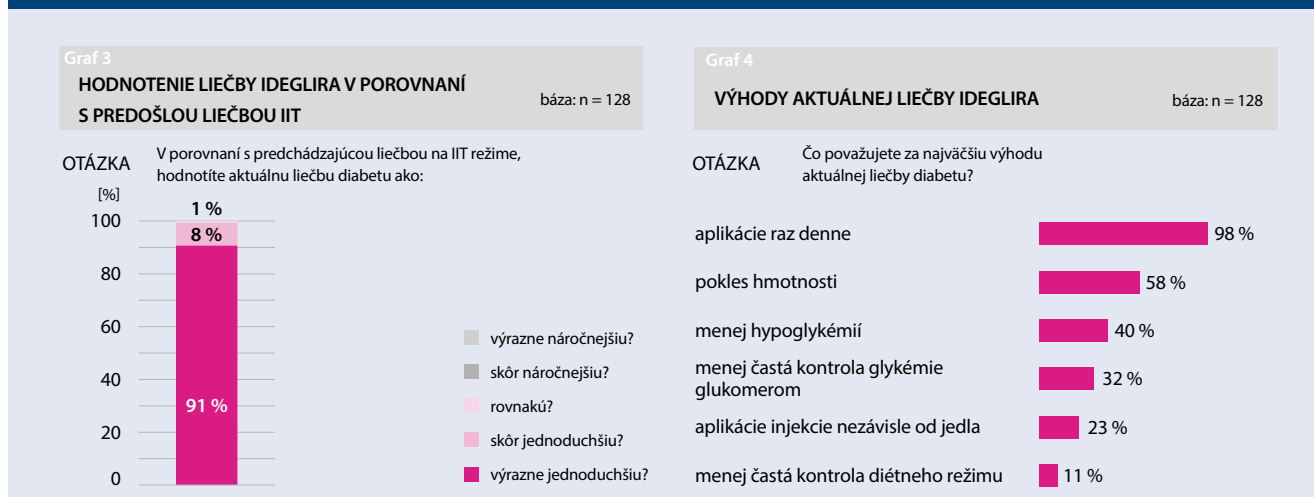 Graf 3
HODNOTENIE LIEČBY IDEGLIRA V POROVNANÍ
S PREDOŠLOU LIEČBOU IIT
báza: n = 128
OTÁZKA
V porovnaní s predchádzajúcou liečbou na IIT režime,
hodnotíte aktuálnu liečbu diabetu ako:
[%]
100
80
60
40
20
0
1 %
8 %
91 %
výrazne náročnejšiu?
skôr náročnejšiu?
rovnakú?
skôr jednoduchšiu?
výrazne jednoduchšiu?
Graf 4
VÝHODY AKTUÁLNEJ LIEČBY IDEGLIRA
báza: n = 128
OTÁZKA
Čo považujete za najväčšiu výhodu
aktuálnej liečby diabetu?
aplikácie raz denne
98 %
pokles hmotnosti
58 %
menej hypoglykémií
40 %
menej častá kontrola glykémie
glukomerom
32 %
aplikácie injekcie nezávisle od jedla
23 %
menej častá kontrola diétneho režimu
11 %